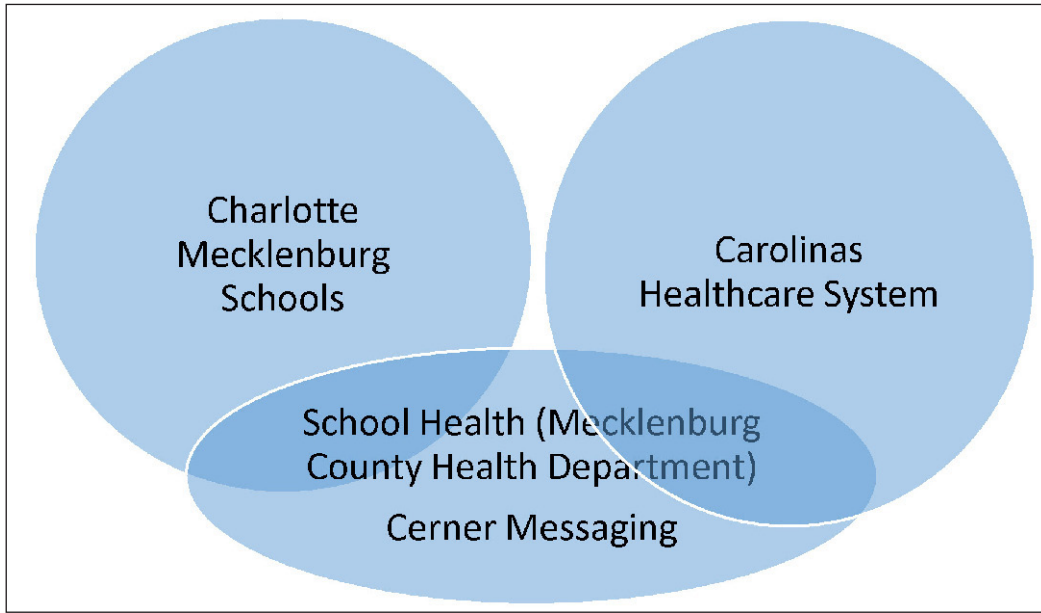 Charlotte
Mecklenburg
Schools
Carolinas
Healthcare System
School Health (Mecklenburg
County Health Department)
Cerner Messaging